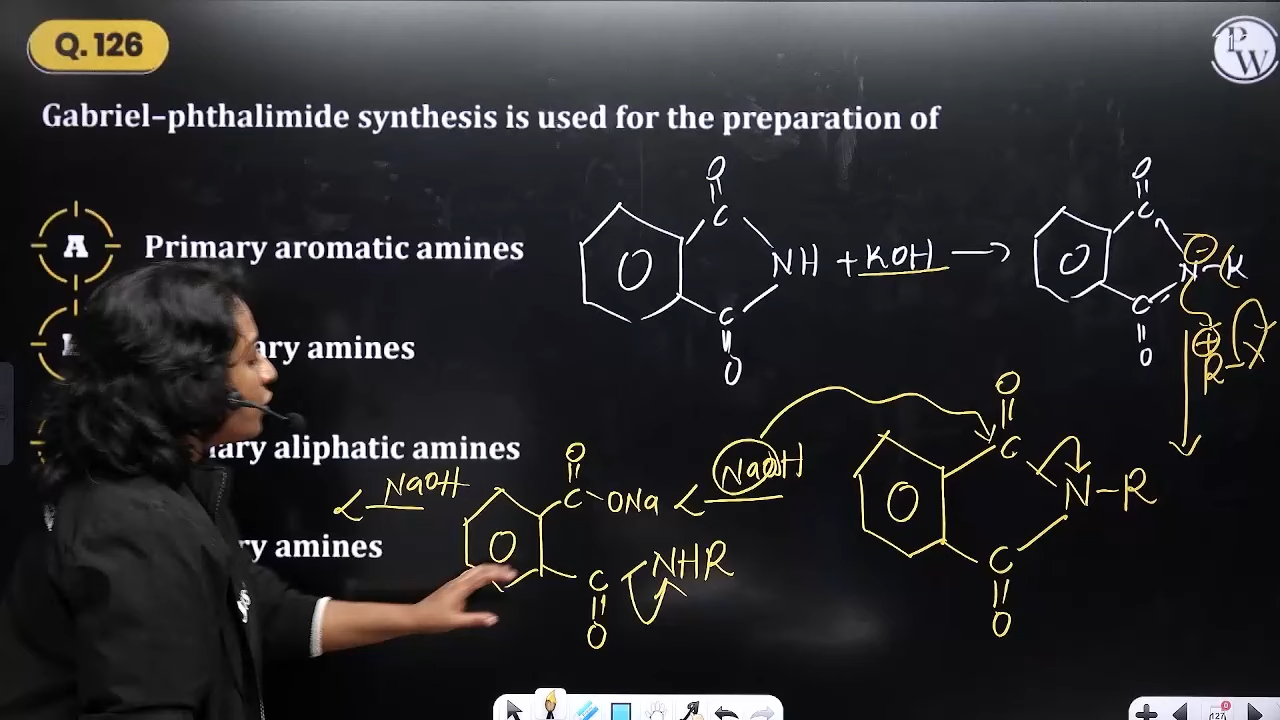 Q. 126
PW
Gabriel–phthalimide synthesis is used for the preparation of
A Primary aromatic amines
ary amines
ary aliphatic amines
ry amines
O
C
O
NH + KOH
C
O
O
C
O
N-K
C
O
R-X
O
C
O
N-R
C
O
NaOH
O
C-ONa
O
C
NHR
O
NaOH